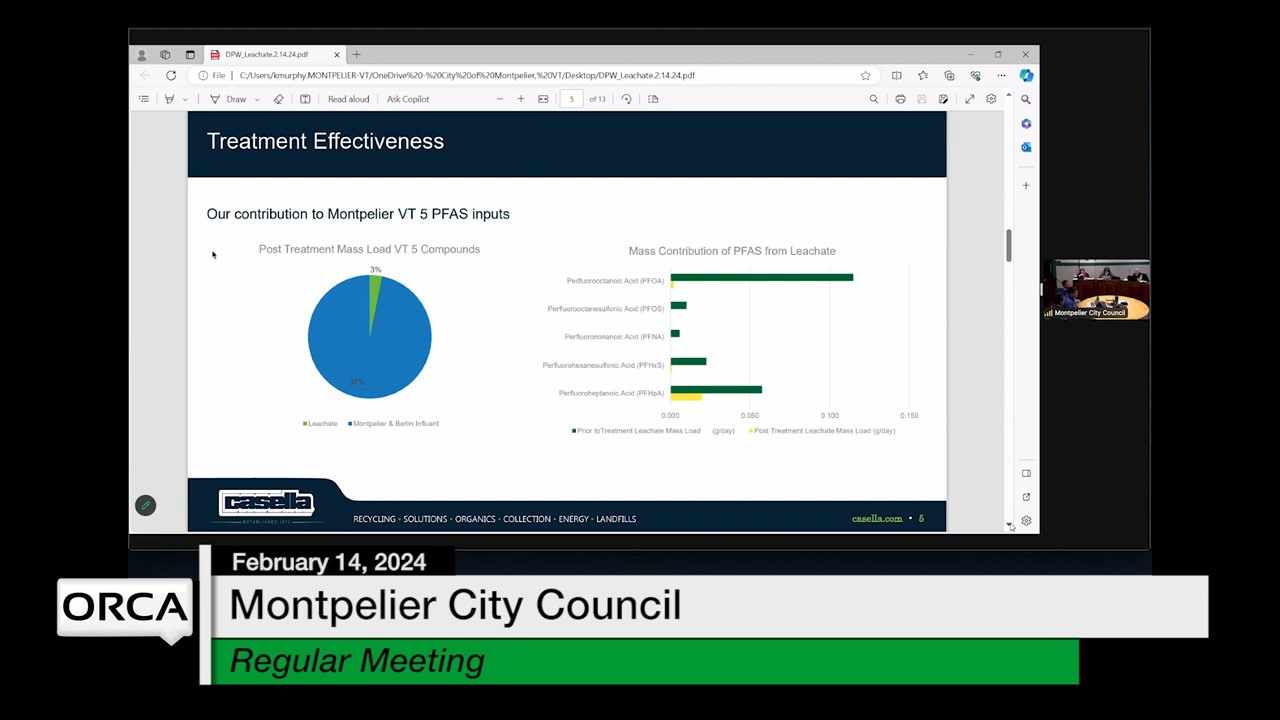 DPW_Leachate.2.14.24.pdf
File
C:/Users/kmurphy.MONTPELIER-VT/OneDrive%20-%20City%20of%20Montpelier,%20VT/Desktop/DPW_Leachate.2.14.24.pdf
Draw
Read aloud
Ask Copilot
5 of 13
Treatment Effectiveness
Our contribution to Montpelier VT 5 PFAS inputs
Post Treatment Mass Load VT 5 Compounds
3%
97%
Leachate Montpelier & Berlin Influent
Mass Contribution of PFAS from Leachate
Perfluorooctanoic Acid (PFOA)
Perfluorooctanesulfonic Acid (PFOS)
Perfluorononanoic Acid (PFNA)
Perfluorohexanesulfonic Acid (PFHxS)
Perfluoroheptanoic Acid (PFHpA)
0.000 0.050 0.100 0.150
Prior to Treatment Leachate Mass Load (g/day) Post Treatment Leachate Mass Load (g/day)
casella
ESTABLISHED 1975
RECYCLING • SOLUTIONS • ORGANICS • COLLECTION • ENERGY • LANDFILLS
casella.com • 5
Montpelier City Council
February 14, 2024
ORCA
Montpelier City Council
Regular Meeting